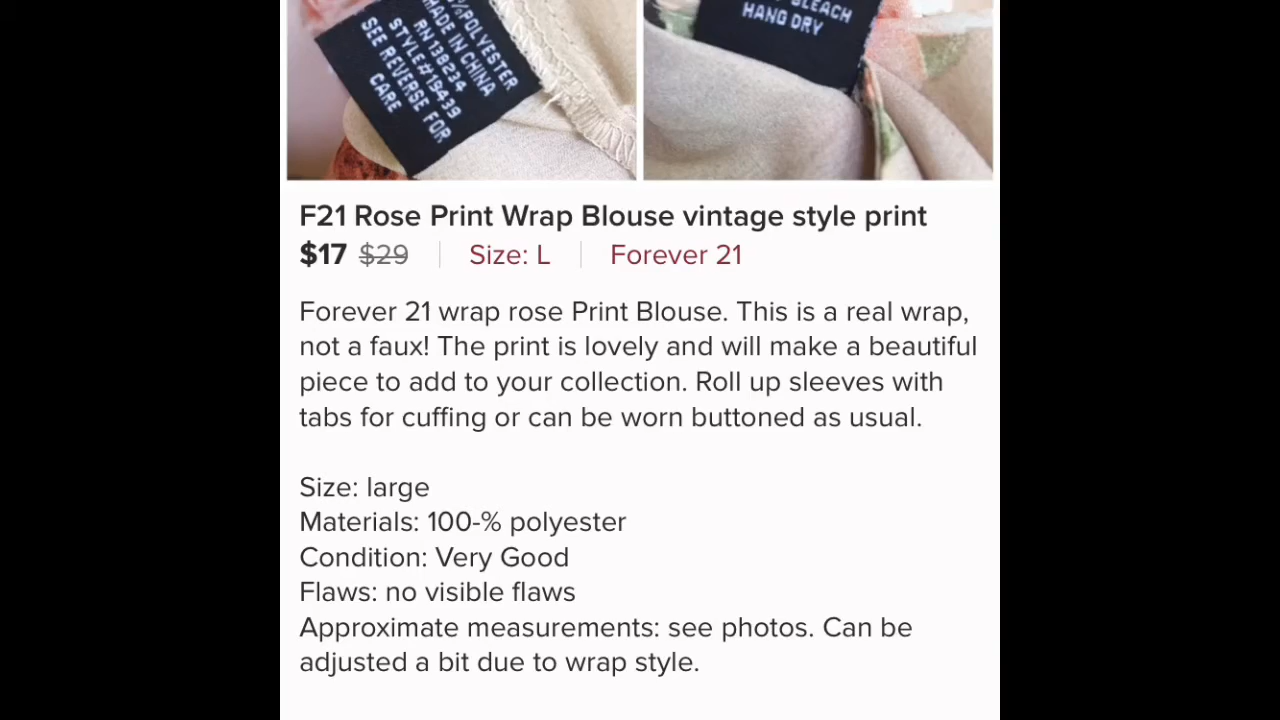 %POLYESTER
MADE IN CHINA
RN 138234
STYLE#19439
SEE REVERSE FOR
CARE
BLEACH
HANG DRY
F21 Rose Print Wrap Blouse vintage style print
$17 $29 Size: L Forever 21
Forever 21 wrap rose Print Blouse. This is a real wrap,
not a faux! The print is lovely and will make a beautiful
piece to add to your collection. Roll up sleeves with
tabs for cuffing or can be worn buttoned as usual.
Size: large
Materials: 100-% polyester
Condition: Very Good
Flaws: no visible flaws
Approximate measurements: see photos. Can be
adjusted a bit due to wrap style.